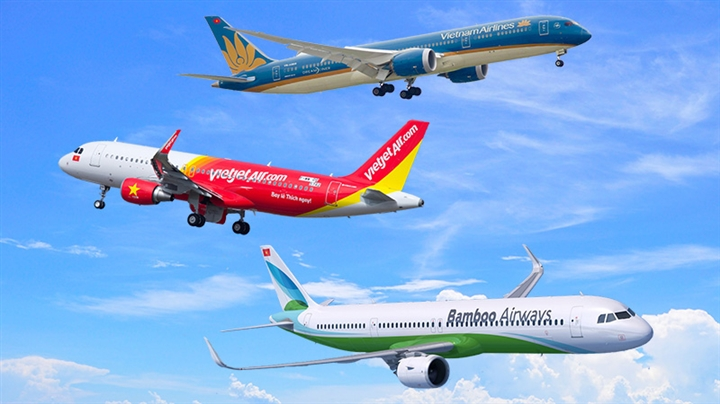 Vietnam Airlines
vietjetAir.com
vietjetAir.com
Bay là Thích ngay!
Bamboo Airways